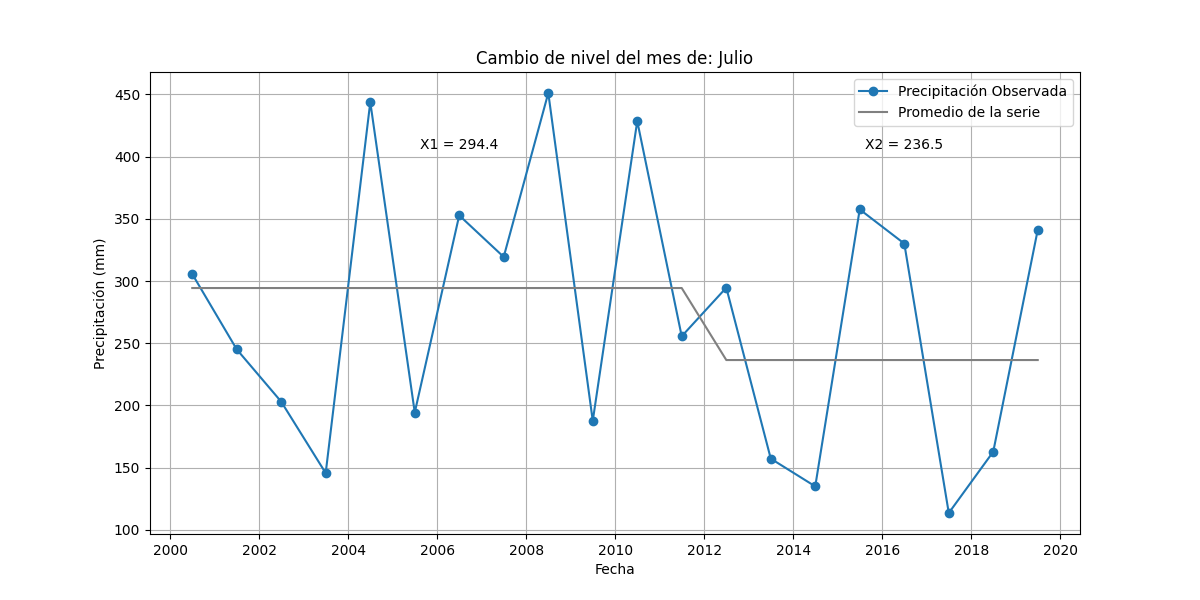 Cambio de nivel del mes de: Julio
Precipitación Observada
Promedio de la serie
X1 = 294.4
X2 = 236.5
Precipitación (mm)
450
400
350
300
250
200
150
100
2000 2002 2004 2006 2008 2010 2012 2014 2016 2018 2020
Fecha